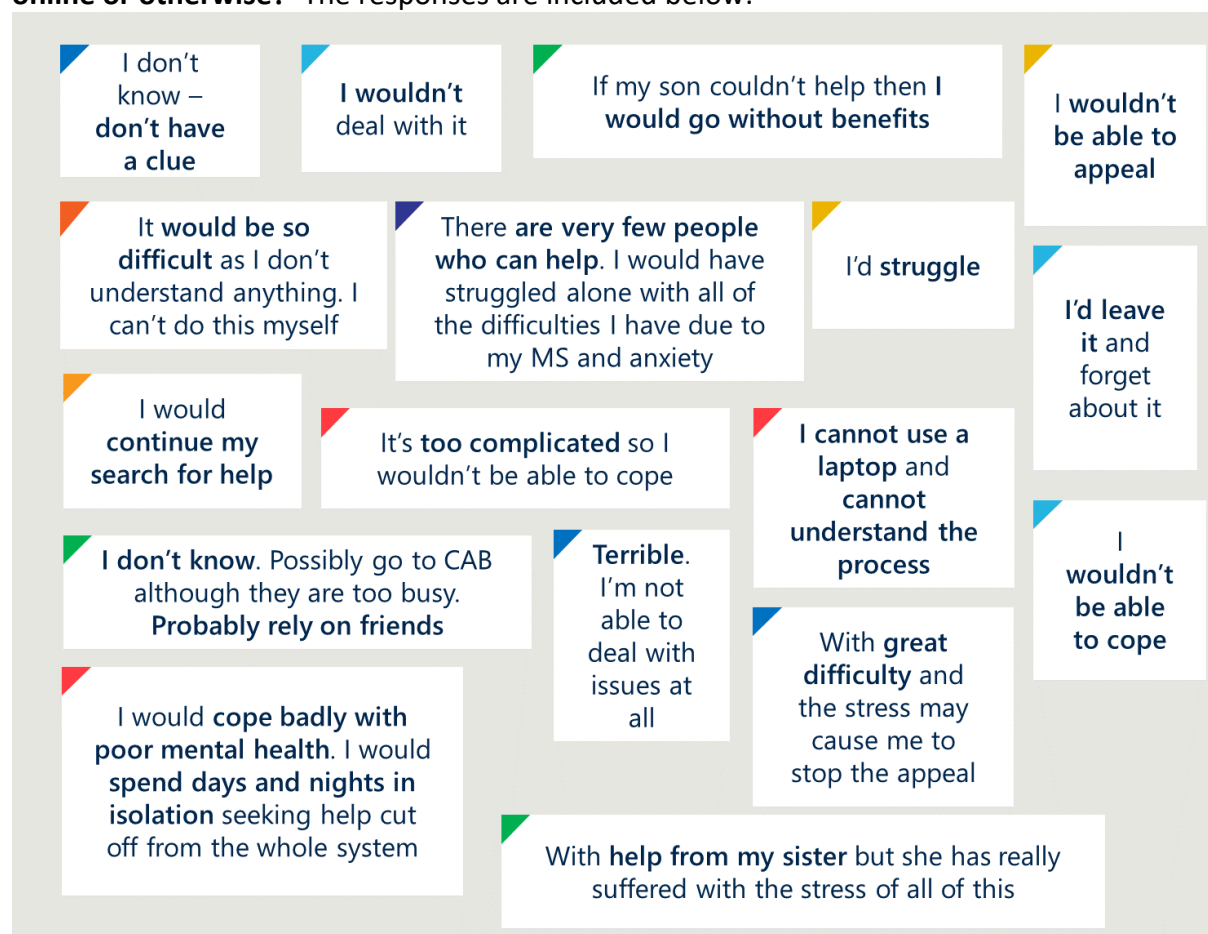 online or otherwise?" The responses are included below:
I don't
know –
don't have
a clue
I wouldn't
deal with it
If my son couldn't help then I
would go without benefits
I wouldn't
be able to
appeal
It would be so
difficult as I don't
understand anything. I
can't do this myself
There are very few people
who can help. I would have
struggled alone with all of
the difficulties I have due to
my MS and anxiety
I'd struggle
I'd leave
it and
forget
about it
I would
continue my
search for help
It's too complicated so I
wouldn't be able to cope
I cannot use a
laptop and
cannot
understand the
process
I
wouldn't
be able
to cope
I don't know. Possibly go to CAB
although they are too busy.
Probably rely on friends
Terrible.
I'm not
able to
deal with
issues at
all
With great
difficulty and
the stress may
cause me to
stop the appeal
I would cope badly with
poor mental health. I would
spend days and nights in
isolation seeking help cut
off from the whole system
With help from my sister but she has really
suffered with the stress of all of this